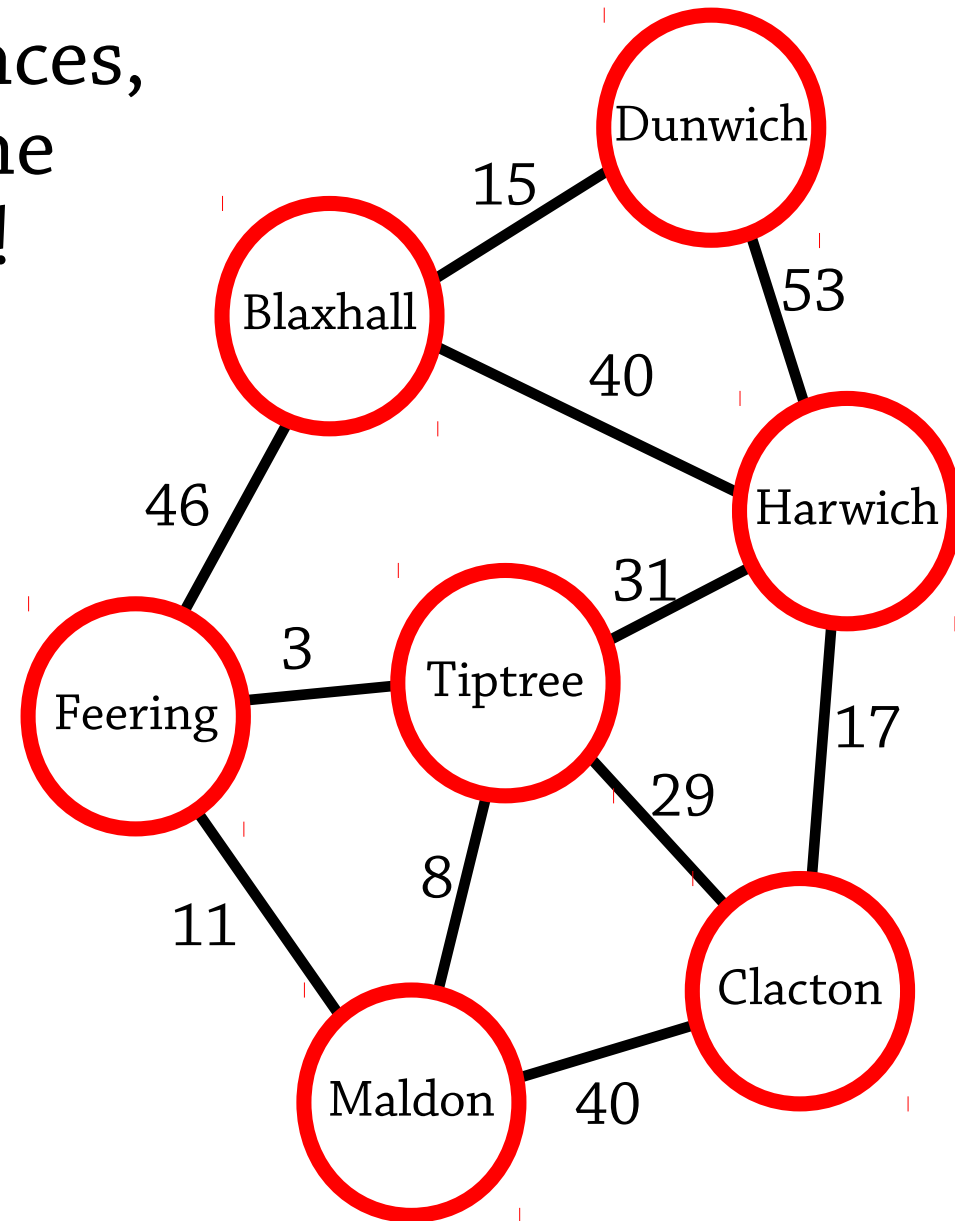 nces,
ne
!
Dunwich
15
Blaxhall
53
40
Harwich
46
31
3
Tiptree
Feering
17
29
8
11
Clacton
Maldon
40